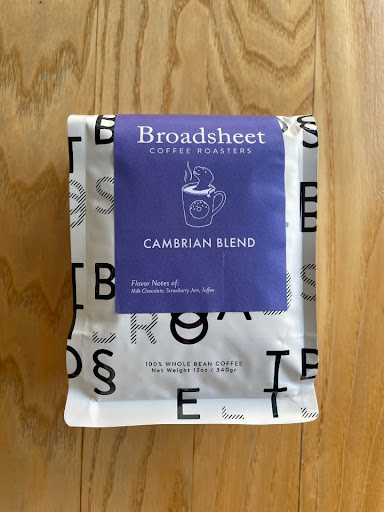 Broadsheet
COFFEE ROASTERS
CAMBRIAN BLEND
Flavor Notes of:
Milk Chocolate, Strawberry Jam, Toffee
100% WHOLE BEAN COFFEE
Net Weight 12oz / 340gr